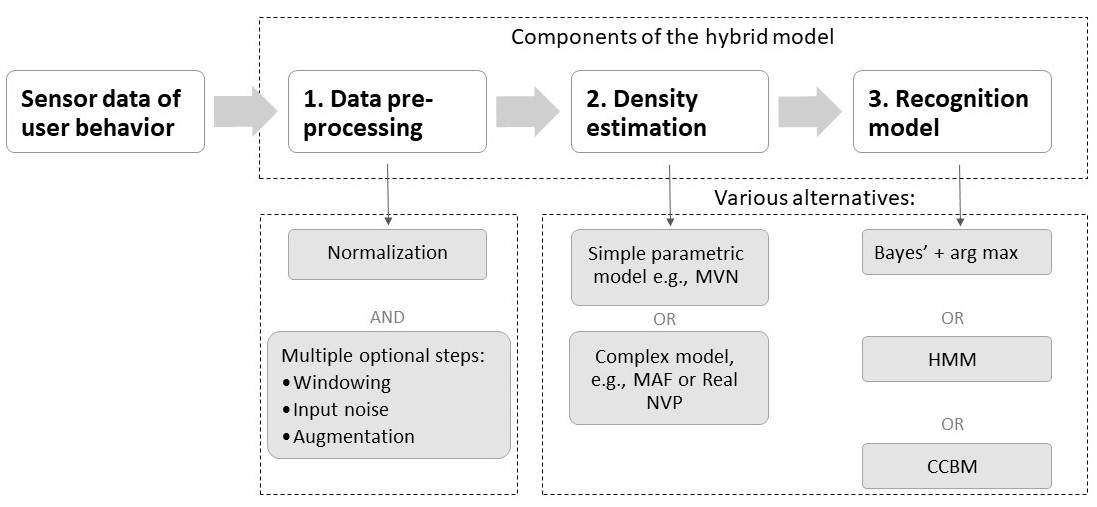 Components of the hybrid model
Sensor data of
user behavior
1. Data pre-
processing
2. Density
estimation
3. Recognition
model
Various alternatives:
Normalization
AND
Multiple optional steps:
•Windowing
•Input noise
•Augmentation
Simple parametric
model e.g., MVN
OR
Complex model,
e.g., MAF or Real
NVP
Bayes’ + arg max
OR
HMM
OR
CCBM